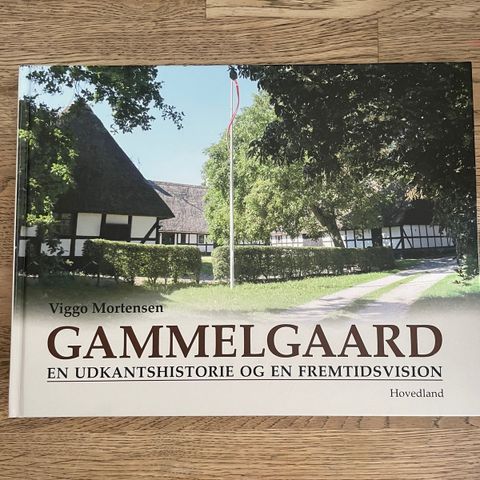 Viggo Mortensen
GAMMELGAARD
EN UDKANTSHISTORIE OG EN FREMTIDSVISION
Hovedland